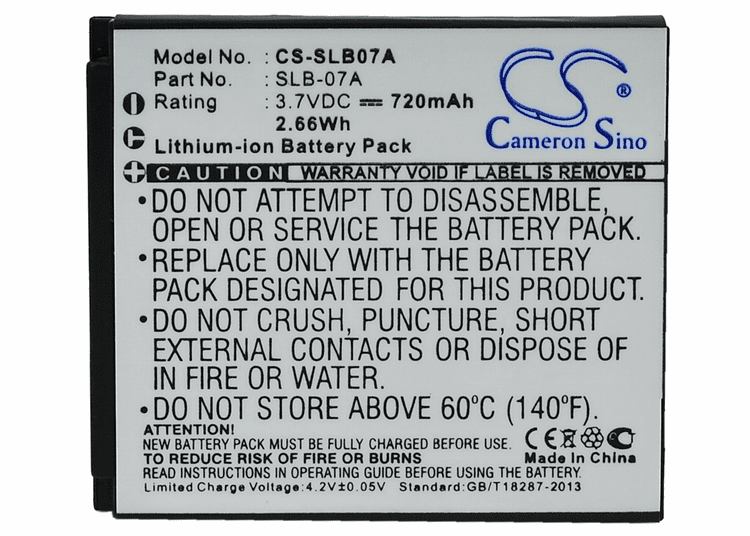 Model No.: CS-SLB07A
Part No.: SLB-07A
Rating: 3.7VDC ⎓ 720mAh
2.66Wh
Lithium-ion Battery Pack
CS ®
Cameron Sino
CAUTION WARRANTY VOID IF LABEL IS REMOVED
•DO NOT ATTEMPT TO DISASSEMBLE,
OPEN OR SERVICE THE BATTERY PACK.
•REPLACE ONLY WITH THE BATTERY
PACK DESIGNATED FOR THIS PRODUCT.
•DO NOT CRUSH, PUNCTURE, SHORT
EXTERNAL CONTACTS OR DISPOSE OF
IN FIRE OR WATER.
•DO NOT STORE ABOVE 60°C (140°F).
ATTENTION:
NEW BATTERY PACK MUST BE FULLY CHARGED BEFORE USE.
TO REDUCE RISK OF FIRE OR BURNS
READ INSTRUCTIONS IN OPERATING GUIDE BEFORE USING.
CE
Made In China
Limited Charge Voltage:4.2V±0.05V Standard:GB/T18287-2013